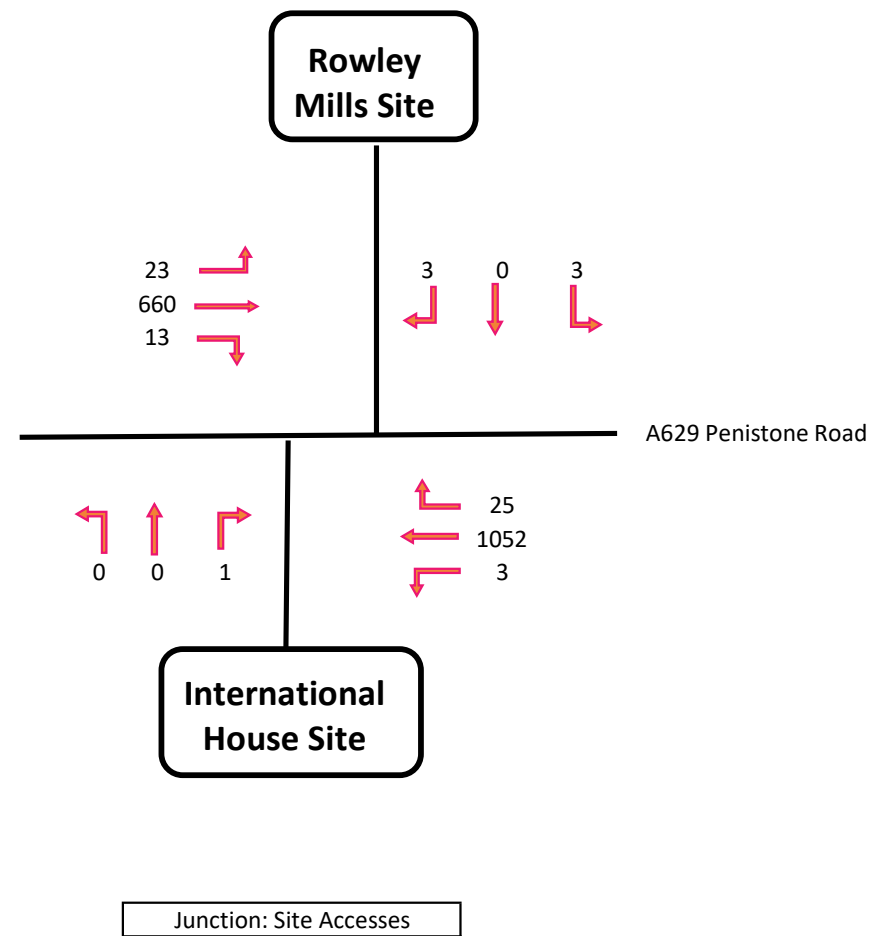 Rowley
Mills Site
23
660
13
3 0 3
A629 Penistone Road
0 0 1
25
1052
3
International
House Site
Junction: Site Accesses